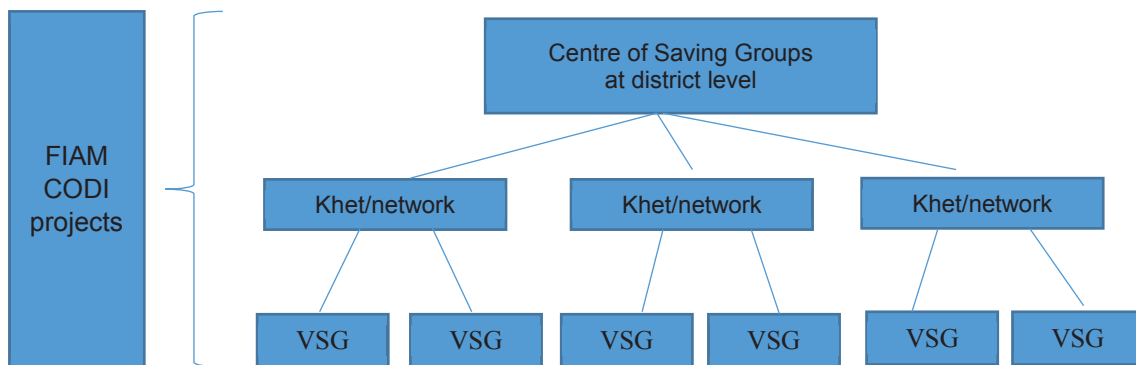 FIAM
CODI
projects
Centre of Saving Groups
at district level
Khet/network
Khet/network
Khet/network
VSG
VSG
VSG
VSG
VSG
VSG